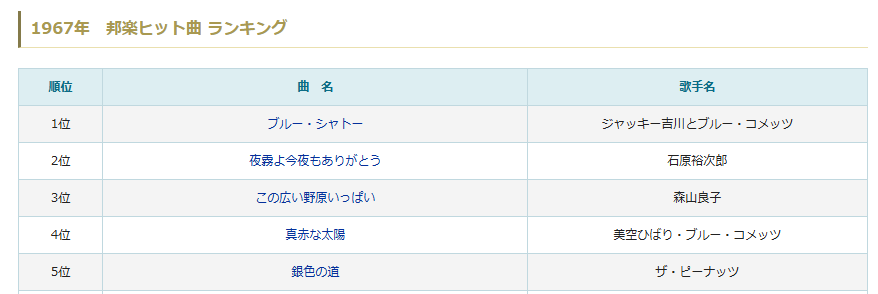 1967年　邦楽ヒット曲 ランキング
順位 曲　名 歌手名
1位 ブルー・シャトー ジャッキー吉川とブルー・コメッツ
2位 夜霧よ今夜もありがとう 石原裕次郎
3位 この広い野原いっぱい 森山良子
4位 真赤な太陽 美空ひばり・ブルー・コメッツ
5位 銀色の道 ザ・ピーナッツ